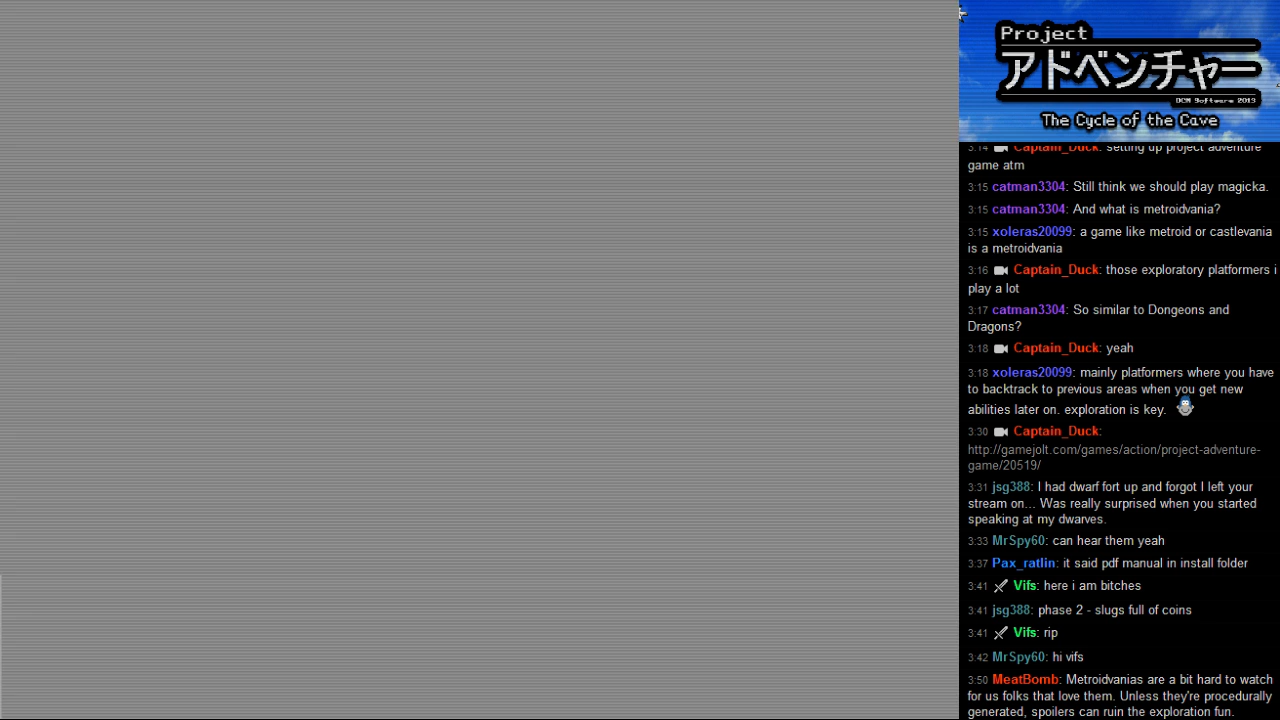 Project
アドベンチャー
DCM Software 2013
The Cycle of the Cave
3:14 Captain_Duck: setting up project adventure
game atm
3:15 catman3304: Still think we should play magicka.
3:15 catman3304: And what is metroidvania?
3:15 xoleras20099: a game like metroid or castlevania
is a metroidvania
3:16 Captain_Duck: those exploratory platformers i
play a lot
3:17 catman3304: So similar to Dongeons and
Dragons?
3:18 Captain_Duck: yeah
3:18 xoleras20099: mainly platformers where you have
to backtrack to previous areas when you get new
abilities later on. exploration is key.
3:30 Captain_Duck:
http://gamejolt.com/games/action/project-adventure-
game/20519/
3:31 jsg388: I had dwarf fort up and forgot I left your
stream on... Was really surprised when you started
speaking at my dwarves.
3:33 MrSpy60: can hear them yeah
3:37 Pax_ratlin: it said pdf manual in install folder
3:41 Vifs: here i am bitches
3:41 jsg388: phase 2 - slugs full of coins
3:41 Vifs: rip
3:42 MrSpy60: hi vifs
3:50 MeatBomb: Metroidvanias are a bit hard to watch
for us folks that love them. Unless they're procedurally
generated, spoilers can ruin the exploration fun.